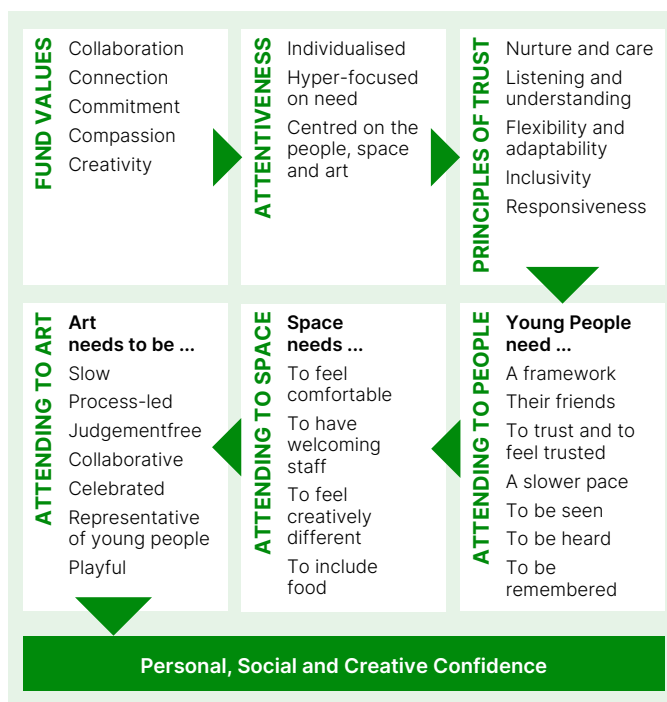 FUND VALUES
Collaboration
Connection
Commitment
Compassion
Creativity
ATTENTIVENESS
Individualised
Hyper-focused
on need
Centred on the
people, space
and art
PRINCIPLES OF TRUST
Nurture and care
Listening and
understanding
Flexibility and
adaptability
Inclusivity
Responsiveness
ATTENDING TO PEOPLE
Young People
need ...
A framework
Their friends
To trust and to
feel trusted
A slower pace
To be seen
To be heard
To be
remembered
ATTENDING TO SPACE
Space
needs ...
To feel
comfortable
To have
welcoming
staff
To feel
creatively
different
To include
food
ATTENDING TO ART
Art
needs to be ...
Slow
Process-led
Judgementfree
Collaborative
Celebrated
Representative
of young people
Playful
Personal, Social and Creative Confidence